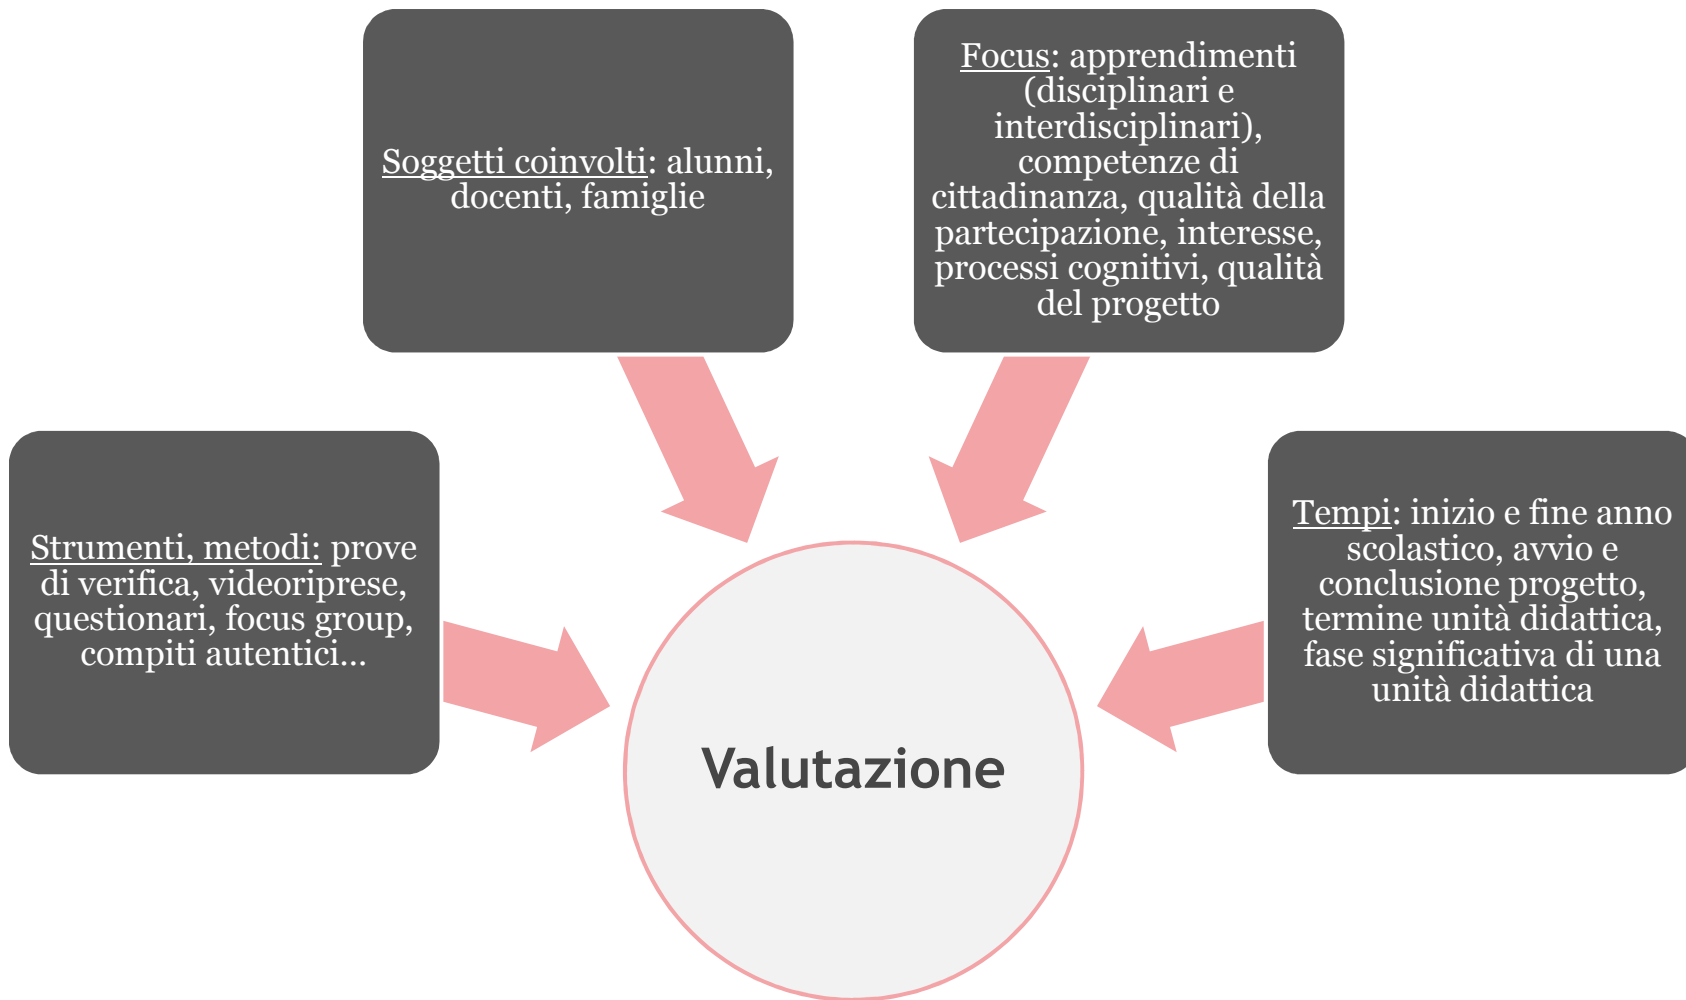 Soggetti coinvolti: alunni,
docenti, famiglie
Focus: apprendimenti
(disciplinari e
interdisciplinari),
competenze di
cittadinanza, qualità della
partecipazione, interesse,
processi cognitivi, qualità
del progetto
Strumenti, metodi: prove
di verifica, videoriprese,
questionari, focus group,
compiti autentici…
Tempi: inizio e fine anno
scolastico, avvio e
conclusione progetto,
termine unità didattica,
fase significativa di una
unità didattica
Valutazione